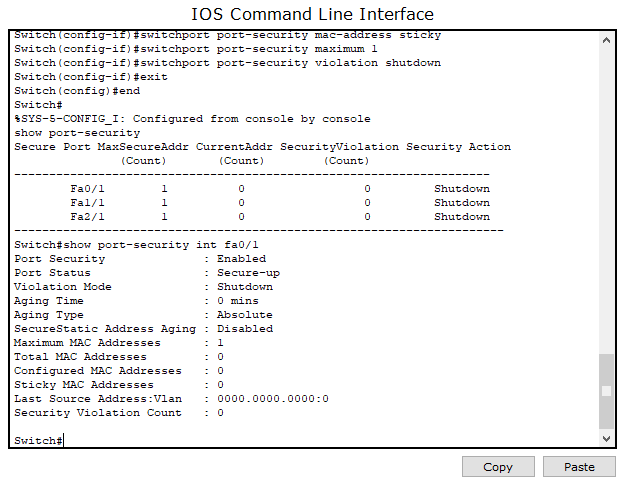 IOS Command Line Interface
Switch(config-if)#switchport port-security mac-address sticky
Switch(config-if)#switchport port-security maximum 1
Switch(config-if)#switchport port-security violation shutdown
Switch(config-if)#exit
Switch(config)#end
Switch#
%SYS-5-CONFIG_I: Configured from console by console
show port-security
Secure Port MaxSecureAddr CurrentAddr SecurityViolation Security Action
               (Count)       (Count)        (Count)
--------------------------------------------------------------------
        Fa0/1        1          0                 0         Shutdown
        Fa1/1        1          0                 0         Shutdown
        Fa2/1        1          0                 0         Shutdown
----------------------------------------------------------------------
Switch#show port-security int fa0/1
Port Security              : Enabled
Port Status                : Secure-up
Violation Mode             : Shutdown
Aging Time                 : 0 mins
Aging Type                 : Absolute
SecureStatic Address Aging : Disabled
Maximum MAC Addresses      : 1
Total MAC Addresses        : 0
Configured MAC Addresses   : 0
Sticky MAC Addresses       : 0
Last Source Address:Vlan   : 0000.0000.0000:0
Security Violation Count   : 0
Switch#
Copy Paste